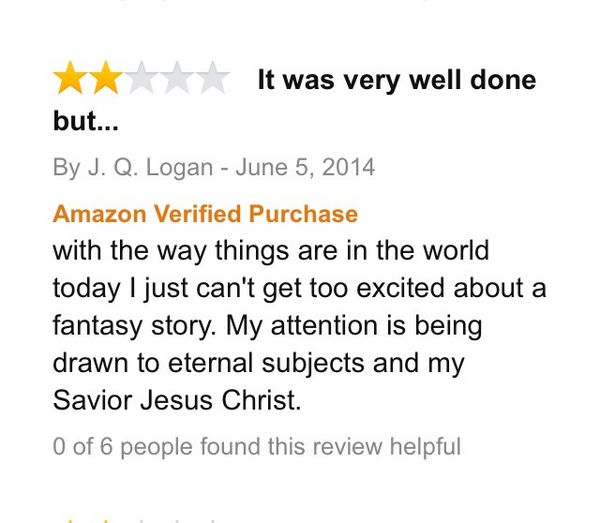 It was very well done
but...
By J. Q. Logan - June 5, 2014
Amazon Verified Purchase
with the way things are in the world
today I just can't get too excited about a
fantasy story. My attention is being
drawn to eternal subjects and my
Savior Jesus Christ.
0 of 6 people found this review helpful